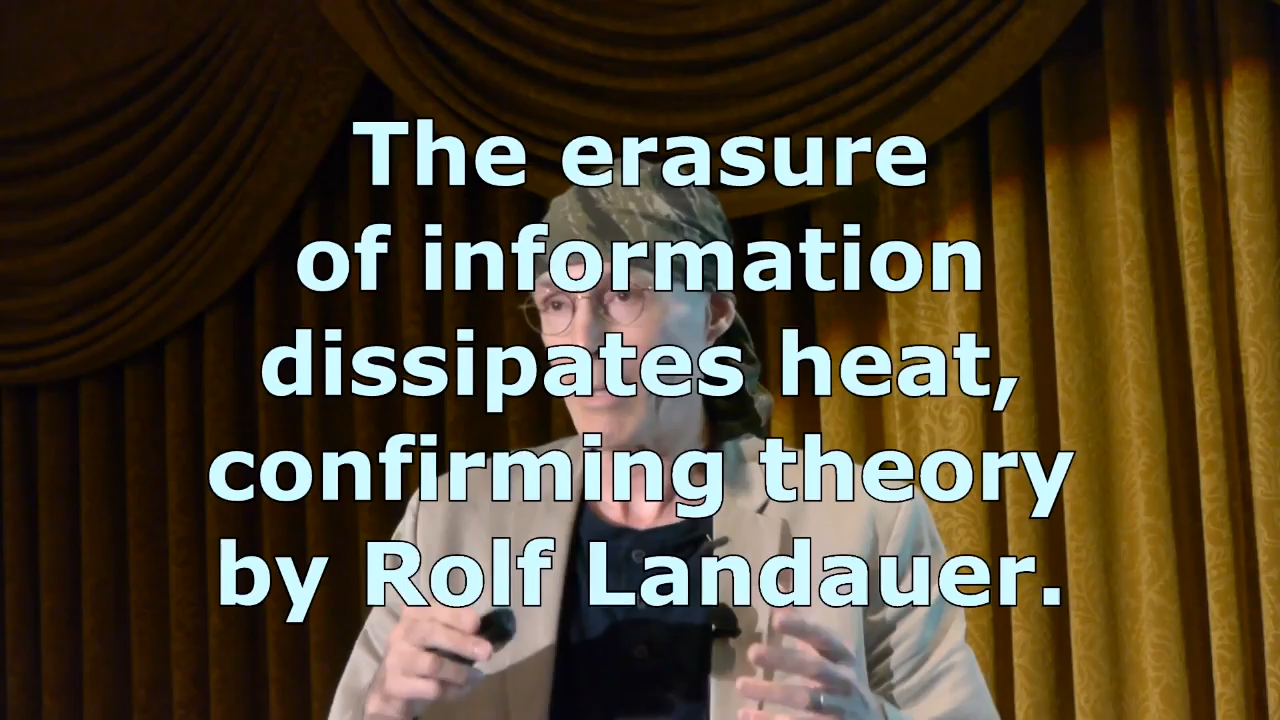 The erasure
of information
dissipates heat,
confirming theory
by Rolf Landauer.